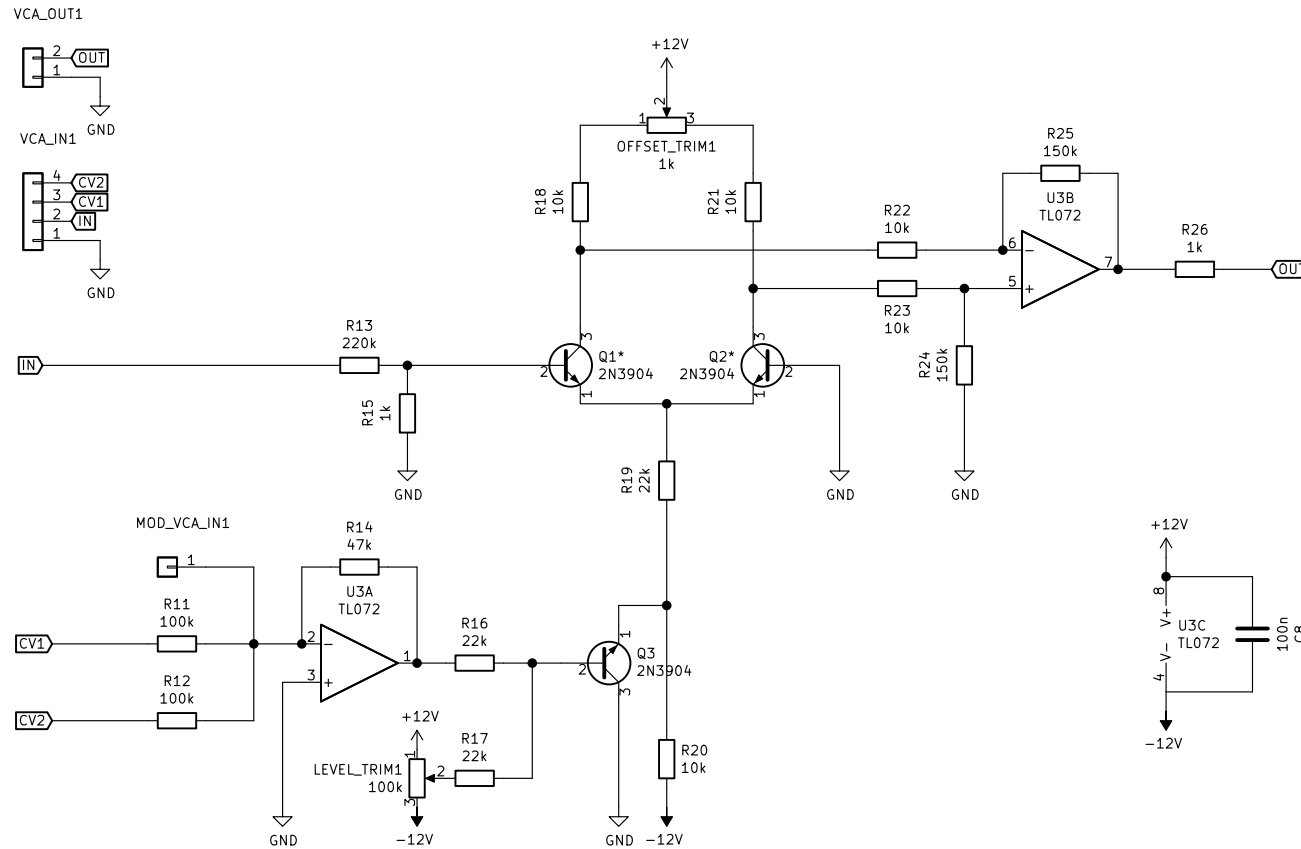 VCA_OUT1
2 OUT
1
GND
VCA_IN1
4 CV2
3 CV1
2 IN
1
GND
+12V
2
1 3
OFFSET_TRIM1
1k
R18
10k
R21
10k
R25
150k
U3B
TL072
R22
10k
6
−
7
5
+
R23
10k
R26
1k
OU
R24
150k
GND
IN
R13
220k
R15
1k
GND
3
2
1
Q1*
2N3904
Q2*
2N3904
3
2
1
GND
R19
22k
MOD_VCA_IN1
1
R14
47k
U3A
TL072
R11
100k
CV1
2
−
1
3
+
R12
100k
CV2
GND
R16
22k
1
2
3
Q3
2N3904
+12V
1
LEVEL_TRIM1
100k
2
3
−12V
R17
22k
GND
R20
10k
−12V
+12V
8
V+
U3C
TL072
V−
4
100n
−12V